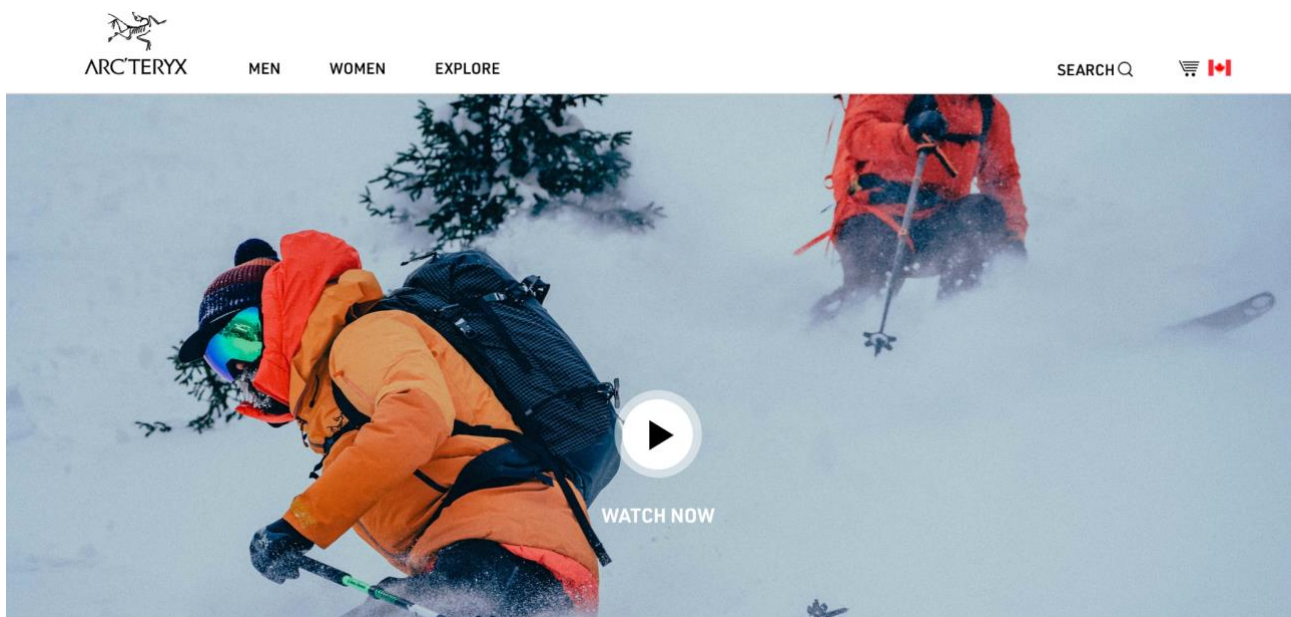 ARC'TERYX
MEN
WOMEN
EXPLORE
SEARCH
WATCH NOW